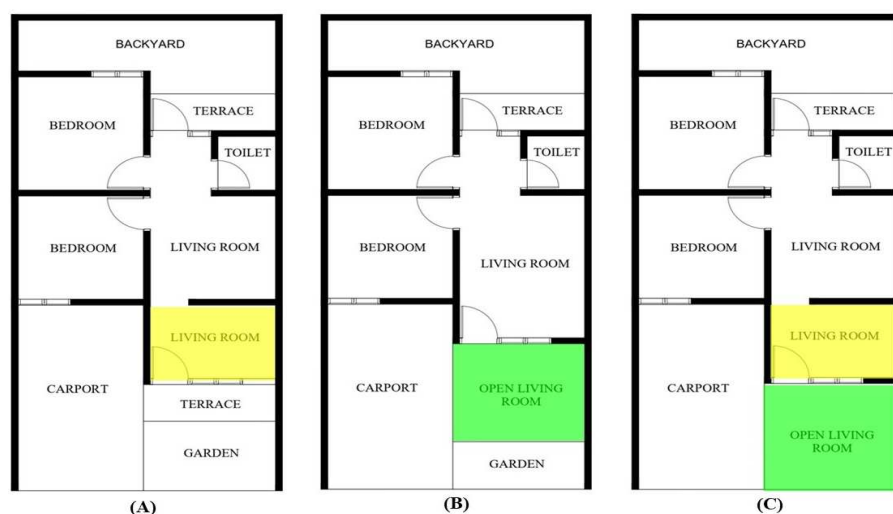 BACKYARD
TERRACE
BEDROOM
TOILET
BEDROOM
LIVING ROOM
LIVING ROOM
CARPORT
TERRACE
GARDEN
(A)
BACKYARD
TERRACE
BEDROOM
TOILET
BEDROOM
LIVING ROOM
CARPORT
OPEN LIVING
ROOM
GARDEN
(B)
BACKYARD
TERRACE
BEDROOM
TOILET
BEDROOM
LIVING ROOM
LIVING ROOM
CARPORT
OPEN LIVING
ROOM
(C)